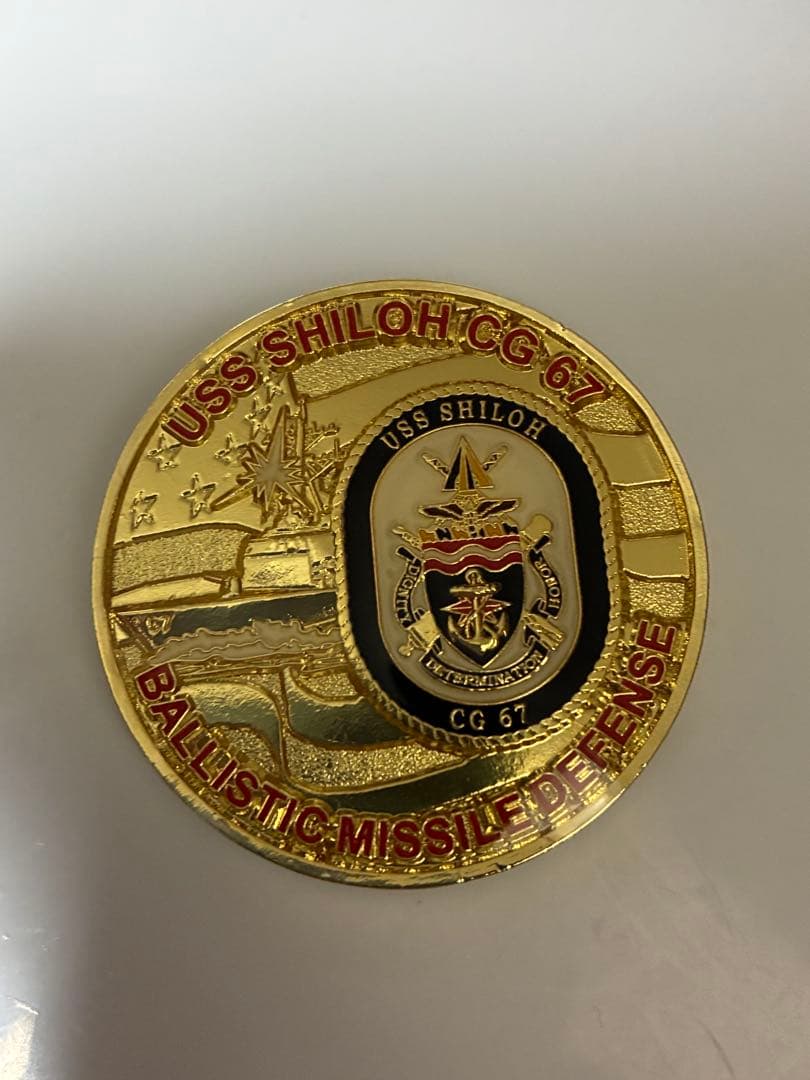 USS SHILOH CG 67
USS SHILOH
DIGNITY
HONOR
DETERMINATION
CG 67
BALLISTIC MISSILE DEFENSE